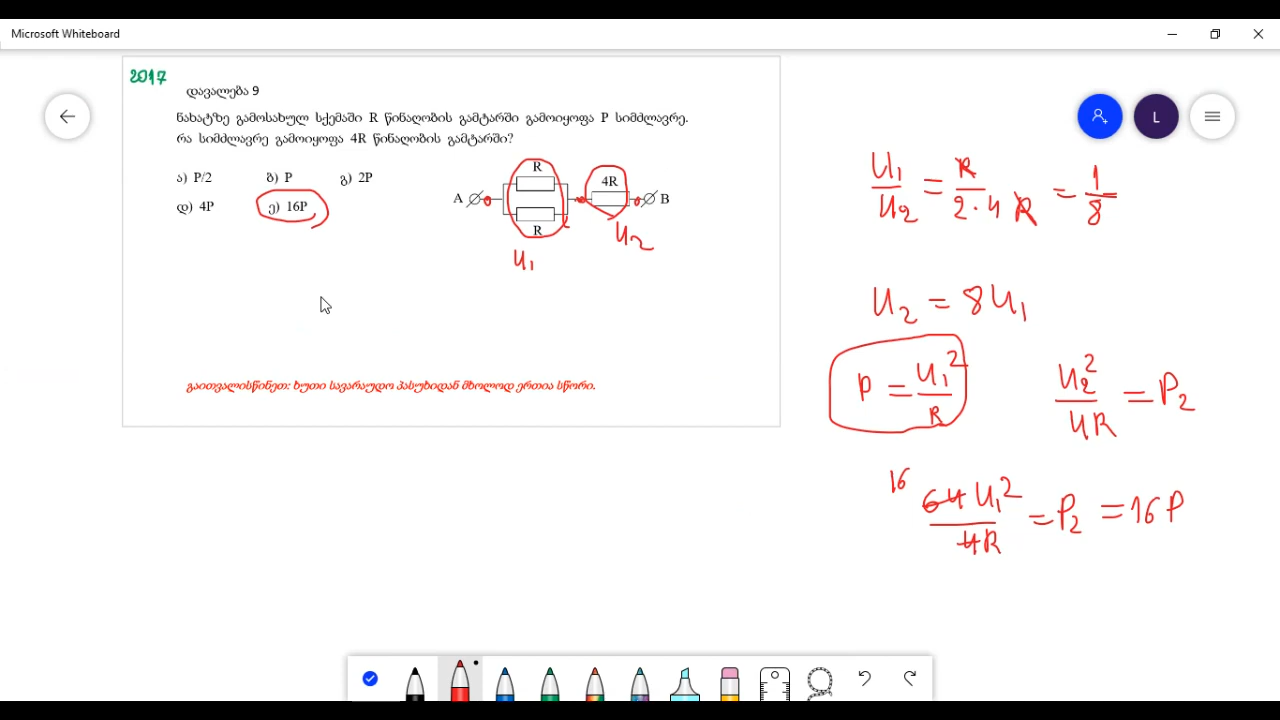 Microsoft Whiteboard
2017
დავალება 9
ნახატზე გამოსახულ სქემაში R წინაღობის გამტარში გამოიყოფა P სიმძლავრე.
რა სიმძლავრე გამოიყოფა 4R წინაღობის გამტარში?
ა) P/2 ბ) P გ) 2P
დ) 4P ე) 16P
R
4R
A B
R
U₂
U₁
გაითვალისწინეთ: ხუთი სავარაუდო პასუხიდან მხოლოდ ერთია სწორი.
L
U₁/U₂ = R/2·4R = 1/8
U₂ = 8U₁
P = U₁²/R U₂²/4R = P₂
16
64U₁²/4R = P₂ = 16P